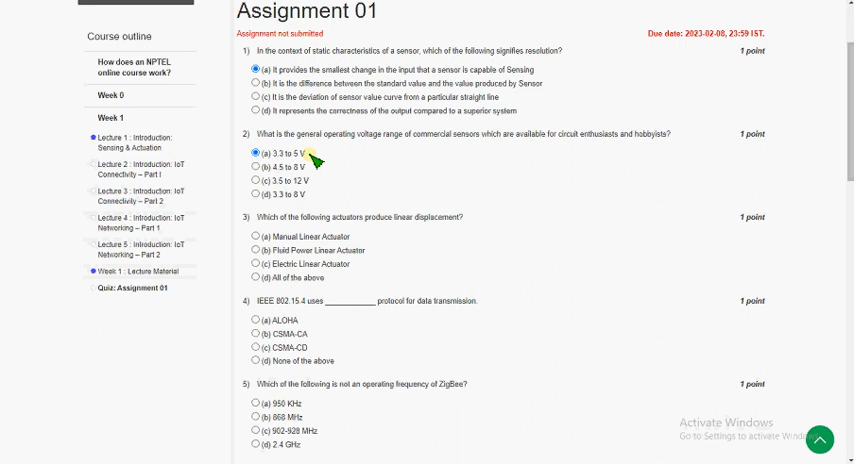 Assignment 01
Course outline
Assignment not submitted
Due date: 2023-02-08, 23:59 IST.
How does an NPTEL
online course work?
Week 0
Week 1
Lecture 1 : Introduction:
Sensing & Actuation
Lecture 2 : Introduction: IoT
Connectivity – Part I
Lecture 3 : Introduction: IoT
Connectivity – Part 2
Lecture 4 : Introduction: IoT
Networking – Part 1
Lecture 5 : Introduction: IoT
Networking – Part 2
Week 1 : Lecture Material
Quiz: Assignment 01
1) In the context of static characteristics of a sensor, which of the following signifies resolution? 1 point
(a) It provides the smallest change in the input that a sensor is capable of Sensing
(b) It is the difference between the standard value and the value produced by Sensor
(c) It is the deviation of sensor value curve from a particular straight line
(d) It represents the correctness of the output compared to a superior system
2) What is the general operating voltage range of commercial sensors which are available for circuit enthusiasts and hobbyists? 1 point
(a) 3.3 to 5 V
(b) 4.5 to 8 V
(c) 3.5 to 12 V
(d) 3.3 to 8 V
3) Which of the following actuators produce linear displacement? 1 point
(a) Manual Linear Actuator
(b) Fluid Power Linear Actuator
(c) Electric Linear Actuator
(d) All of the above
4) IEEE 802.15.4 uses ____________ protocol for data transmission. 1 point
(a) ALOHA
(b) CSMA-CA
(c) CSMA-CD
(d) None of the above
5) Which of the following is not an operating frequency of ZigBee? 1 point
(a) 950 KHz
(b) 868 MHz
(c) 902-928 MHz
(d) 2.4 GHz
Activate Windows
Go to Settings to activate Windows